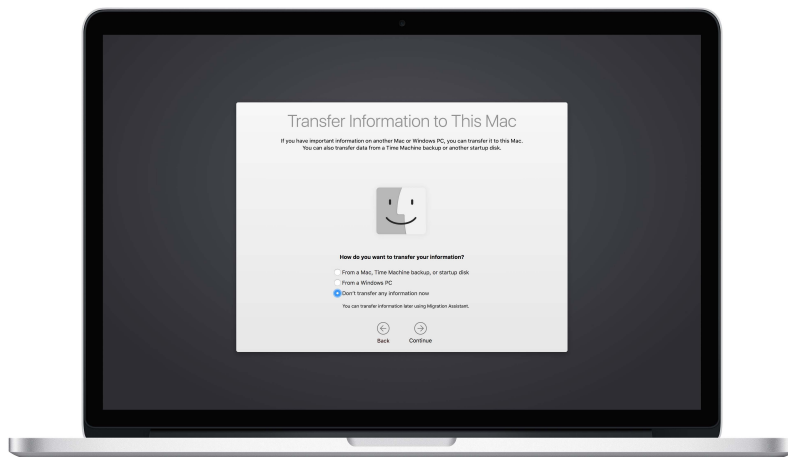 Transfer Information to This Mac
If you have important information on another Mac or Windows PC, you can transfer it to this Mac.
You can also transfer data from a Time Machine backup or another startup disk.
How do you want to transfer your information?
From a Mac, Time Machine backup, or startup disk
From a Windows PC
Don't transfer any information now
You can transfer information later using Migration Assistant.
Back
Continue